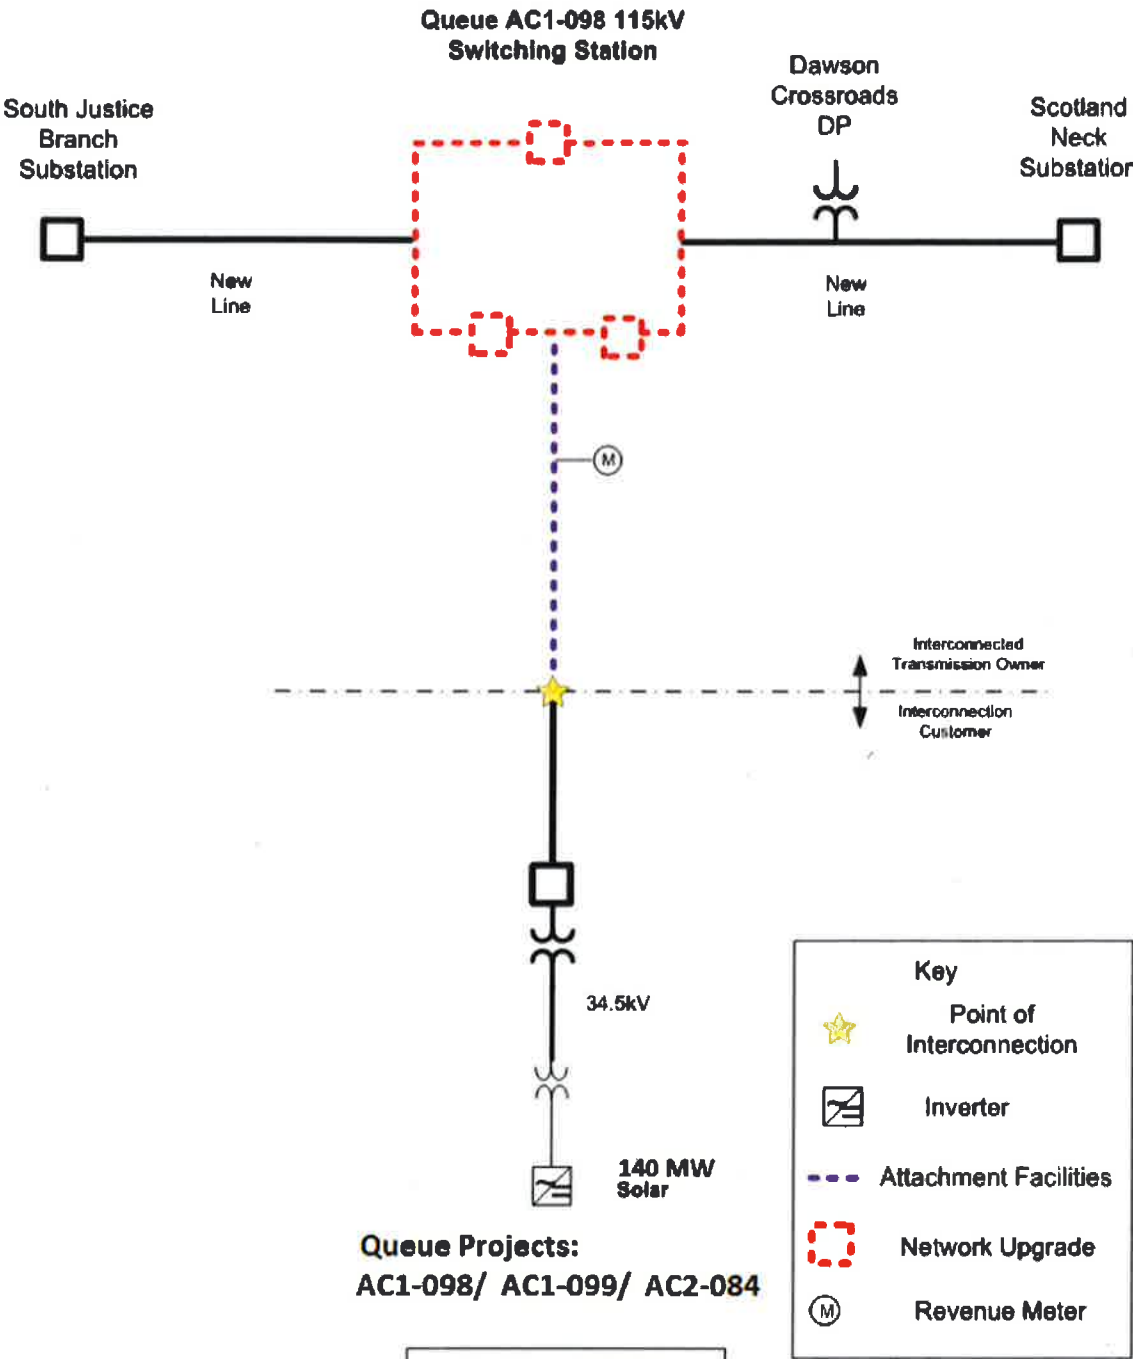 Queue AC1-098 115kV
Switching Station
South Justice
Branch
Substation
Dawson
Crossroads
DP
Scotland
Neck
Substation
New
Line
New
Line
M
Interconnected
Transmission Owner
Interconnection
Customer
34.5kV
140 MW
Solar
Queue Projects:
AC1-098/ AC1-099/ AC2-084
Key
Point of
Interconnection
Inverter
Attachment Facilities
Network Upgrade
M
Revenue Meter